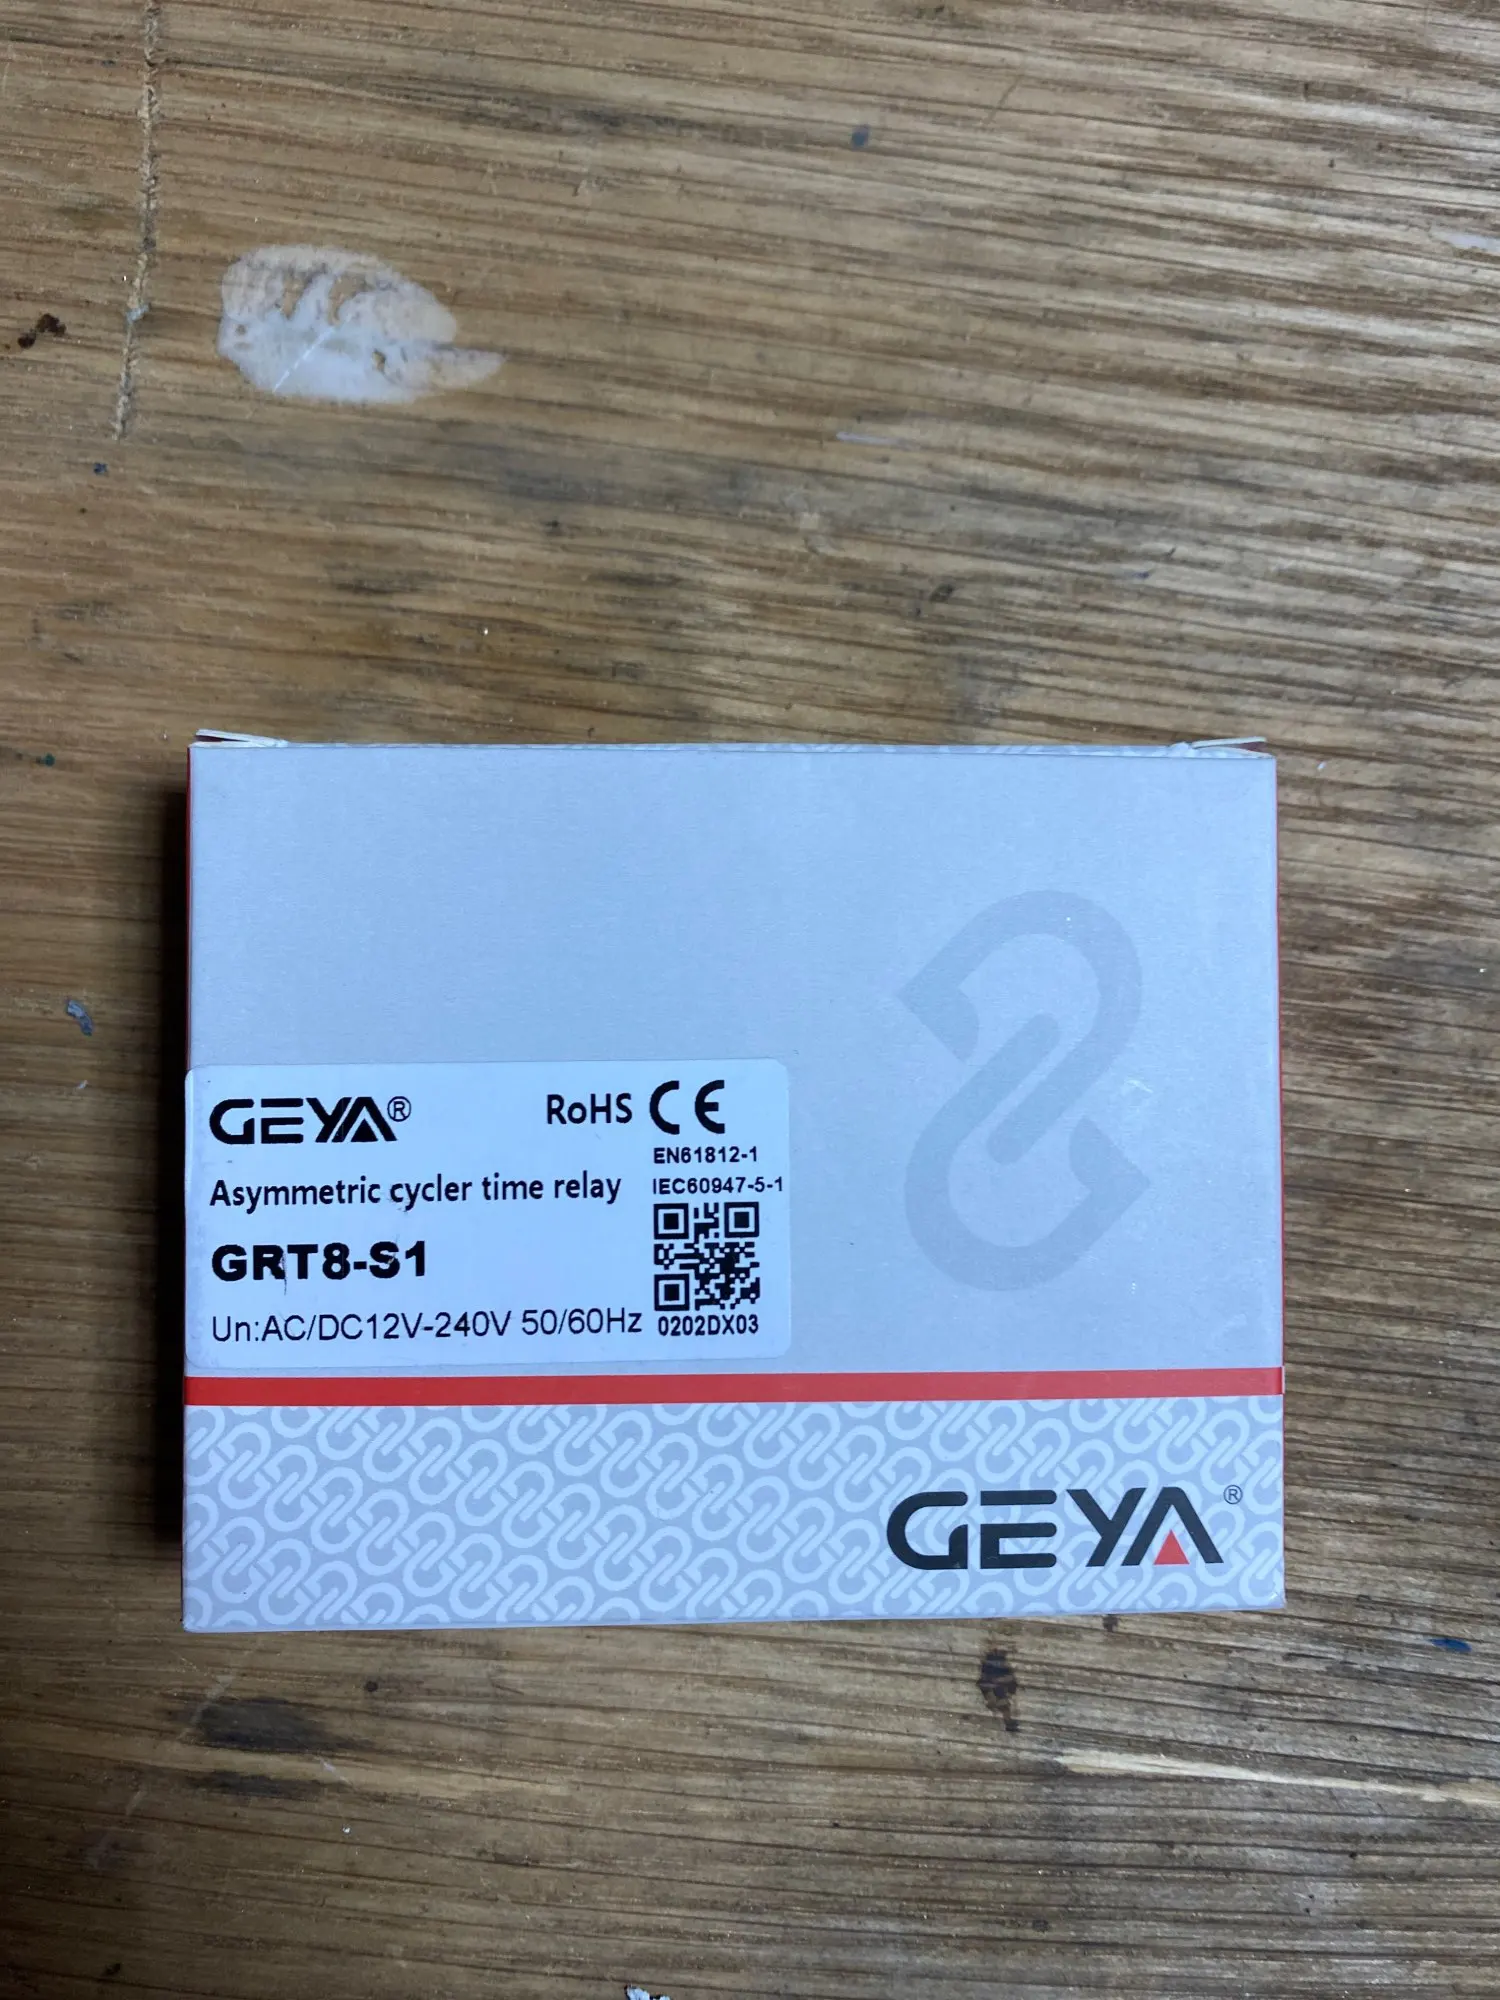 GEYA®
RoHS CE
EN61812-1
Asymmetric cycler time relay
IEC60947-5-1
GRT8-S1
Un:AC/DC12V-240V 50/60Hz
0202DX03
GEYA®